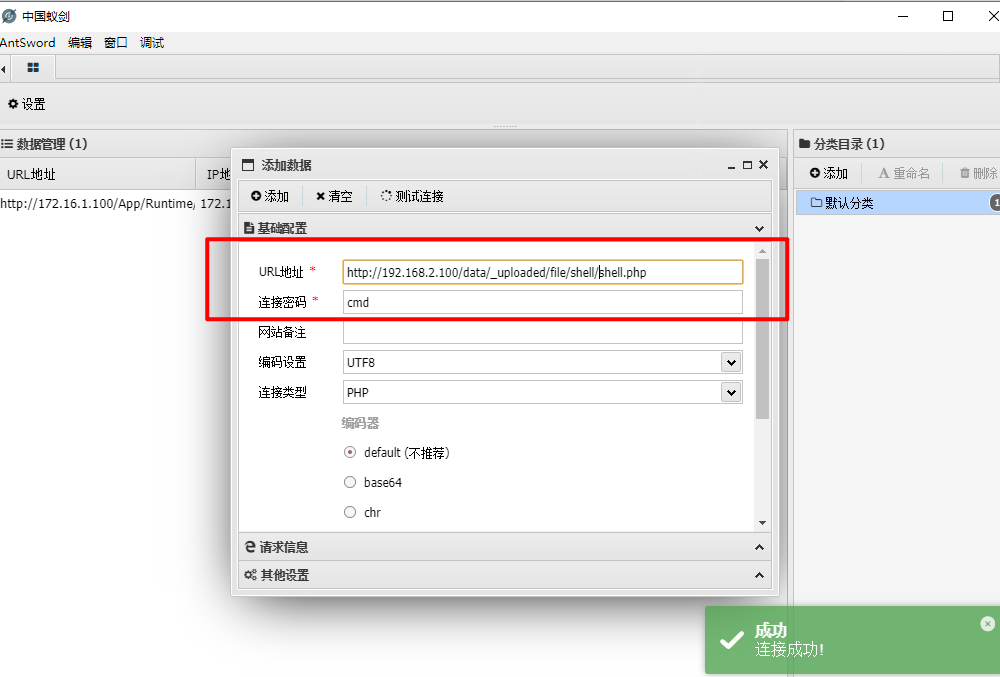 中国蚁剑
AntSword 编辑 窗口 调试
设置
数据管理 (1)
分类目录 (1)
URL地址 IP地
添加 重命名 删除
http://172.16.1.100/App/Runtime/ 172.1
默认分类 1
添加数据
添加 清空 测试连接
基础配置
URL地址 * http://192.168.2.100/data/_uploaded/file/shell/shell.php
连接密码 * cmd
网站备注
编码设置 UTF8
连接类型 PHP
编码器
default (不推荐)
base64
chr
请求信息
其他设置
成功
连接成功!